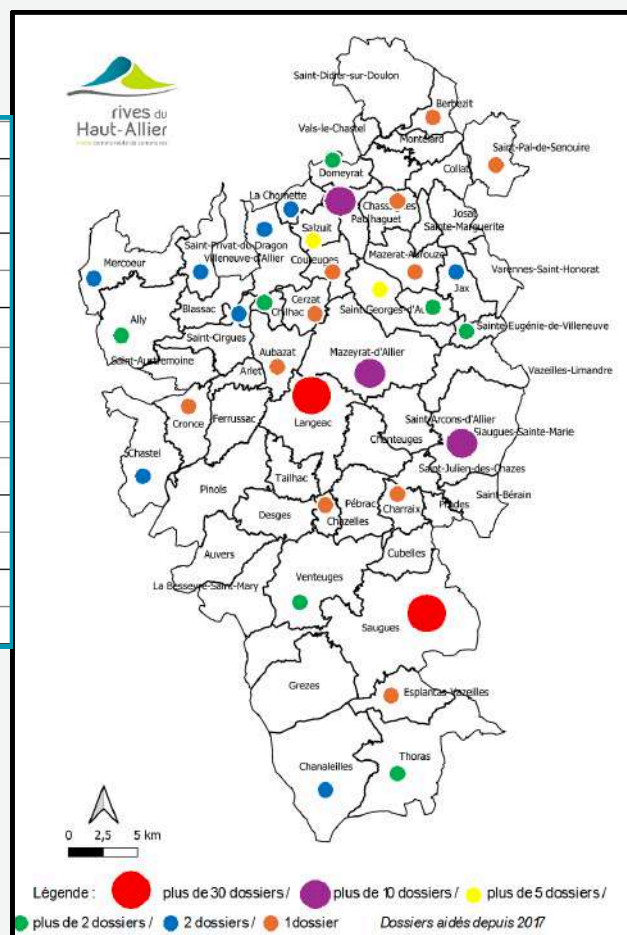 rives du
Haut-Allier
Saint-Didier-sur-Doulon
Berbezit
Vals-le-Chastel
Montclard
Saint-Pal-de-Senouire
Domeyrat
Collat
La Chomette
Paulhaguet
Josat
Salzuit
Sainte-Marguerite
Saint-Privat-du-Dragon
Mercoeur
Villeneuve-d'Allier
Couteuges
Mazerat-Aurouze
Varennes-Saint-Honorat
Jax
Blassac
Cerzat
Chilhac
Saint-Georges-d'Au
Ally
Saint-Cirgues
Sainte-Eugénie-de-Villeneuve
Saint-Austremoine
Aubazat
Mazeyrat-d'Allier
Arlet
Vazeilles-Limandre
Cronce
Ferrussac
Langeac
Saint-Arcons-d'Allier
Siaugues-Sainte-Marie
Chanteuges
Chastel
Saint-Julien-des-Chazes
Tailhac
Pinols
Pébrac
Saint-Bérain
Charraix
Prades
Desges
Chazelles
Auvers
Cubelles
Venteuges
La Besseyre-Saint-Mary
Saugues
Grezes
Esplantas-Vazeilles
Chanaleilles
Thoras
0 2,5 5 km
Légende : plus de 30 dossiers / plus de 10 dossiers / plus de 5 dossiers /
plus de 2 dossiers / 2 dossiers / 1 dossier Dossiers aidés depuis 2017